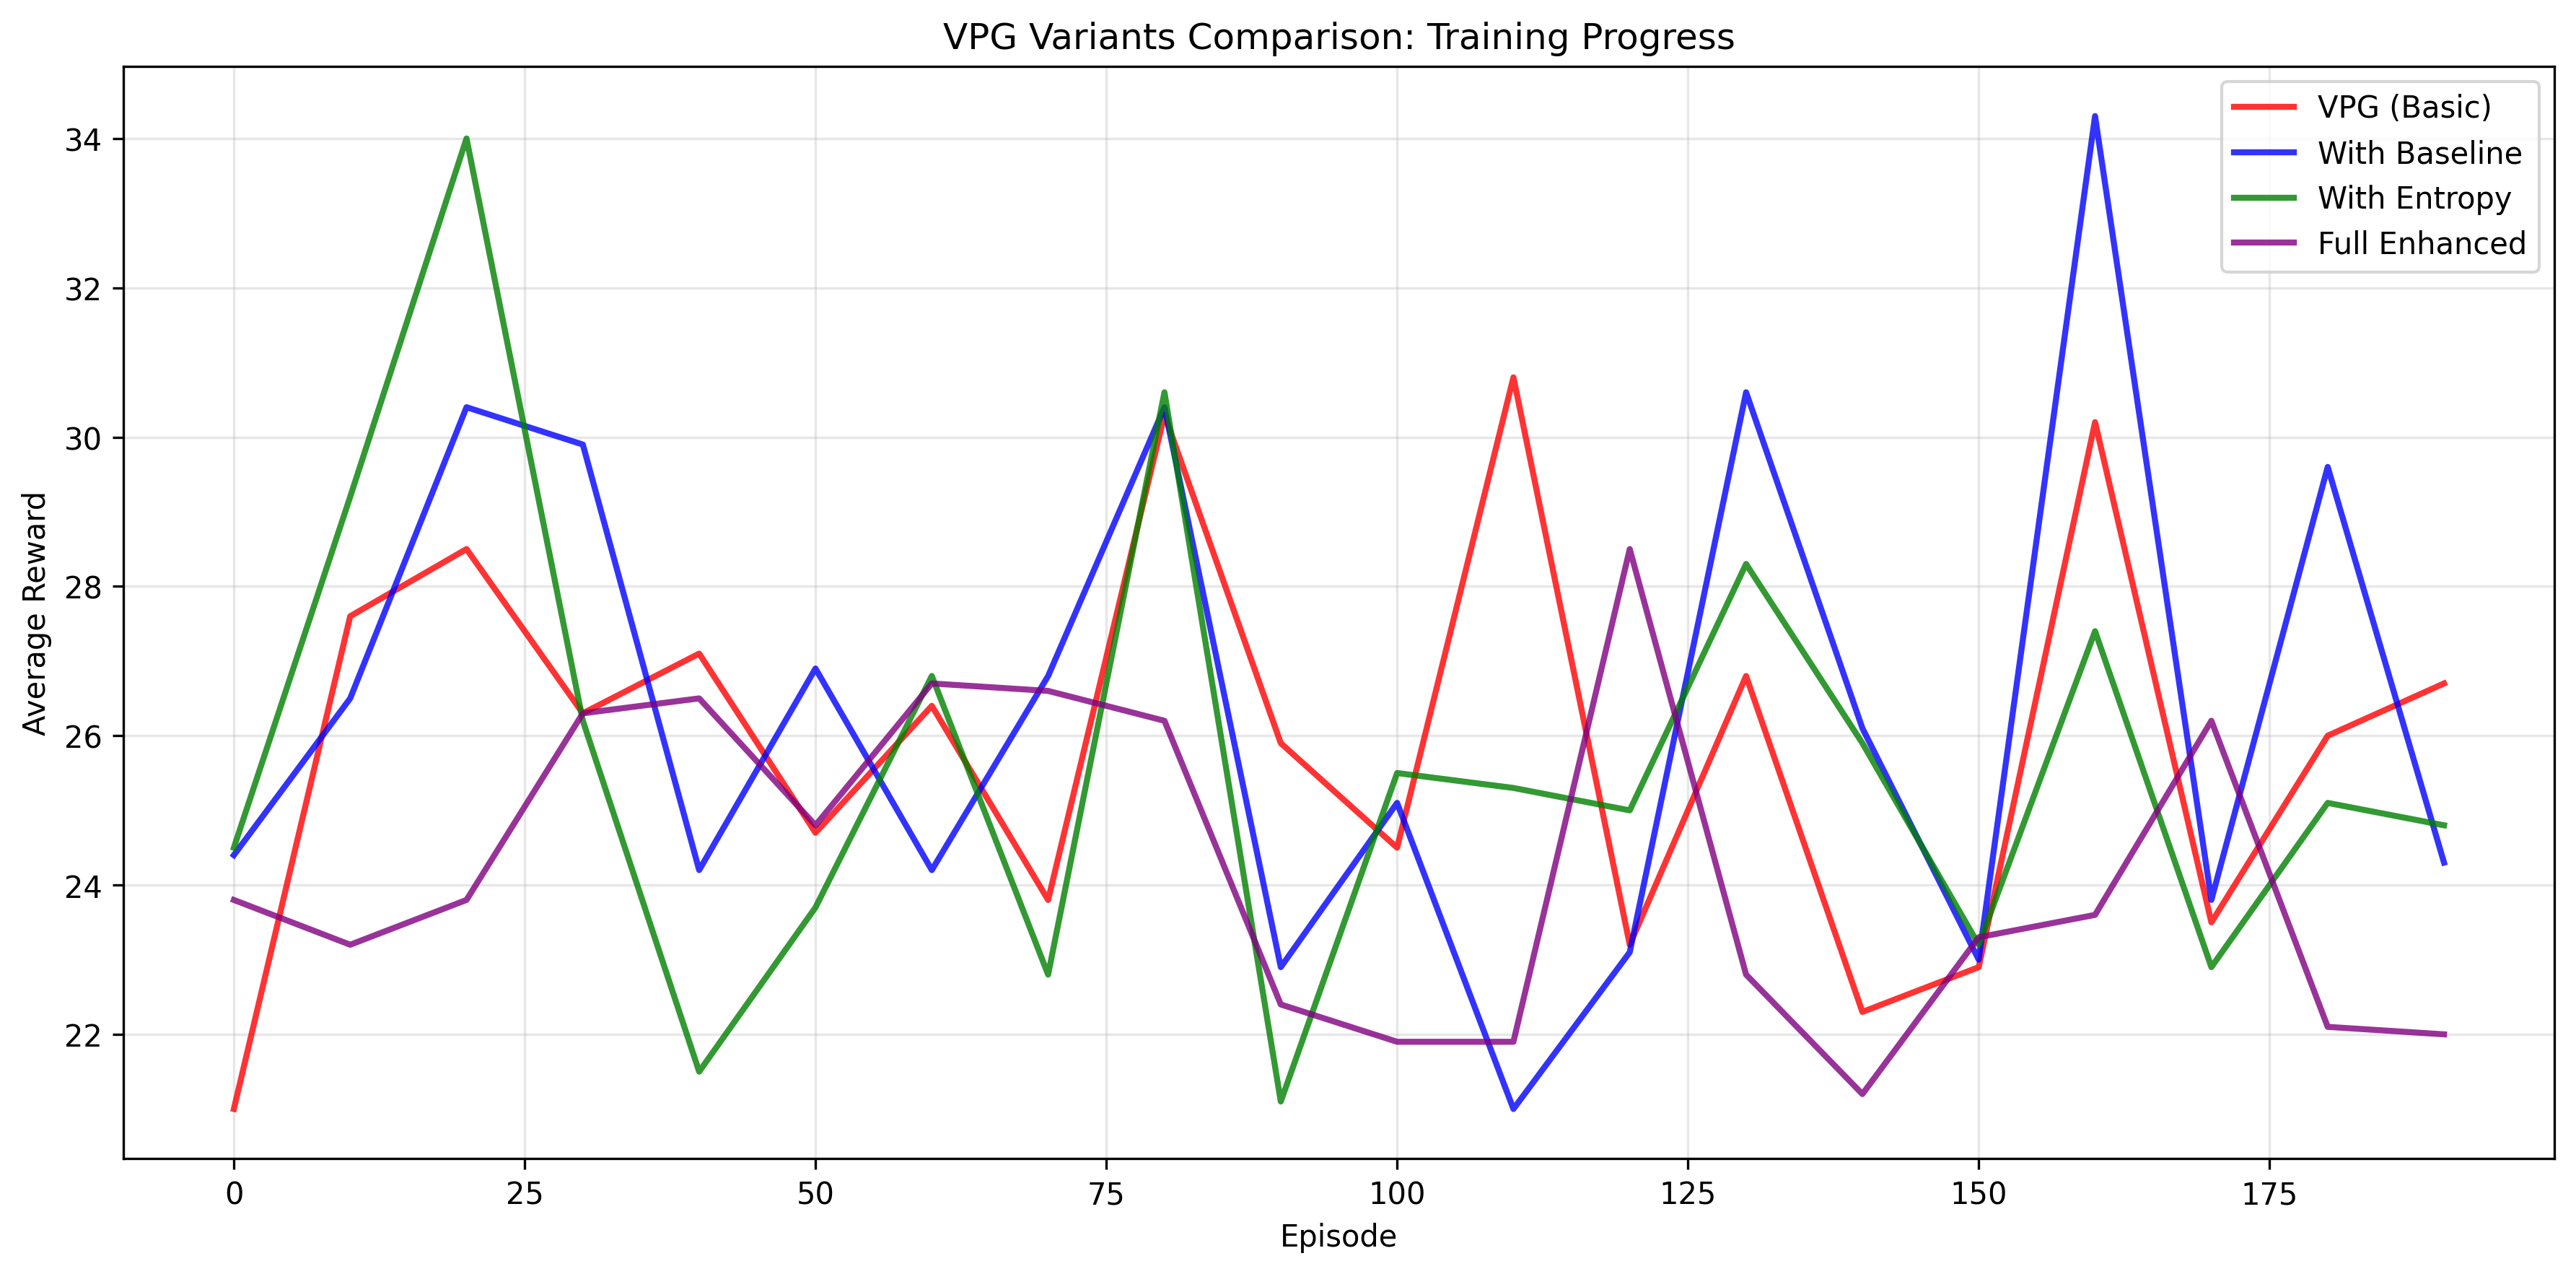 VPG Variants Comparison: Training Progress
VPG (Basic)
With Baseline
With Entropy
Full Enhanced
Average Reward
34
32
30
28
26
24
22
0 25 50 75 100 125 150 175
Episode